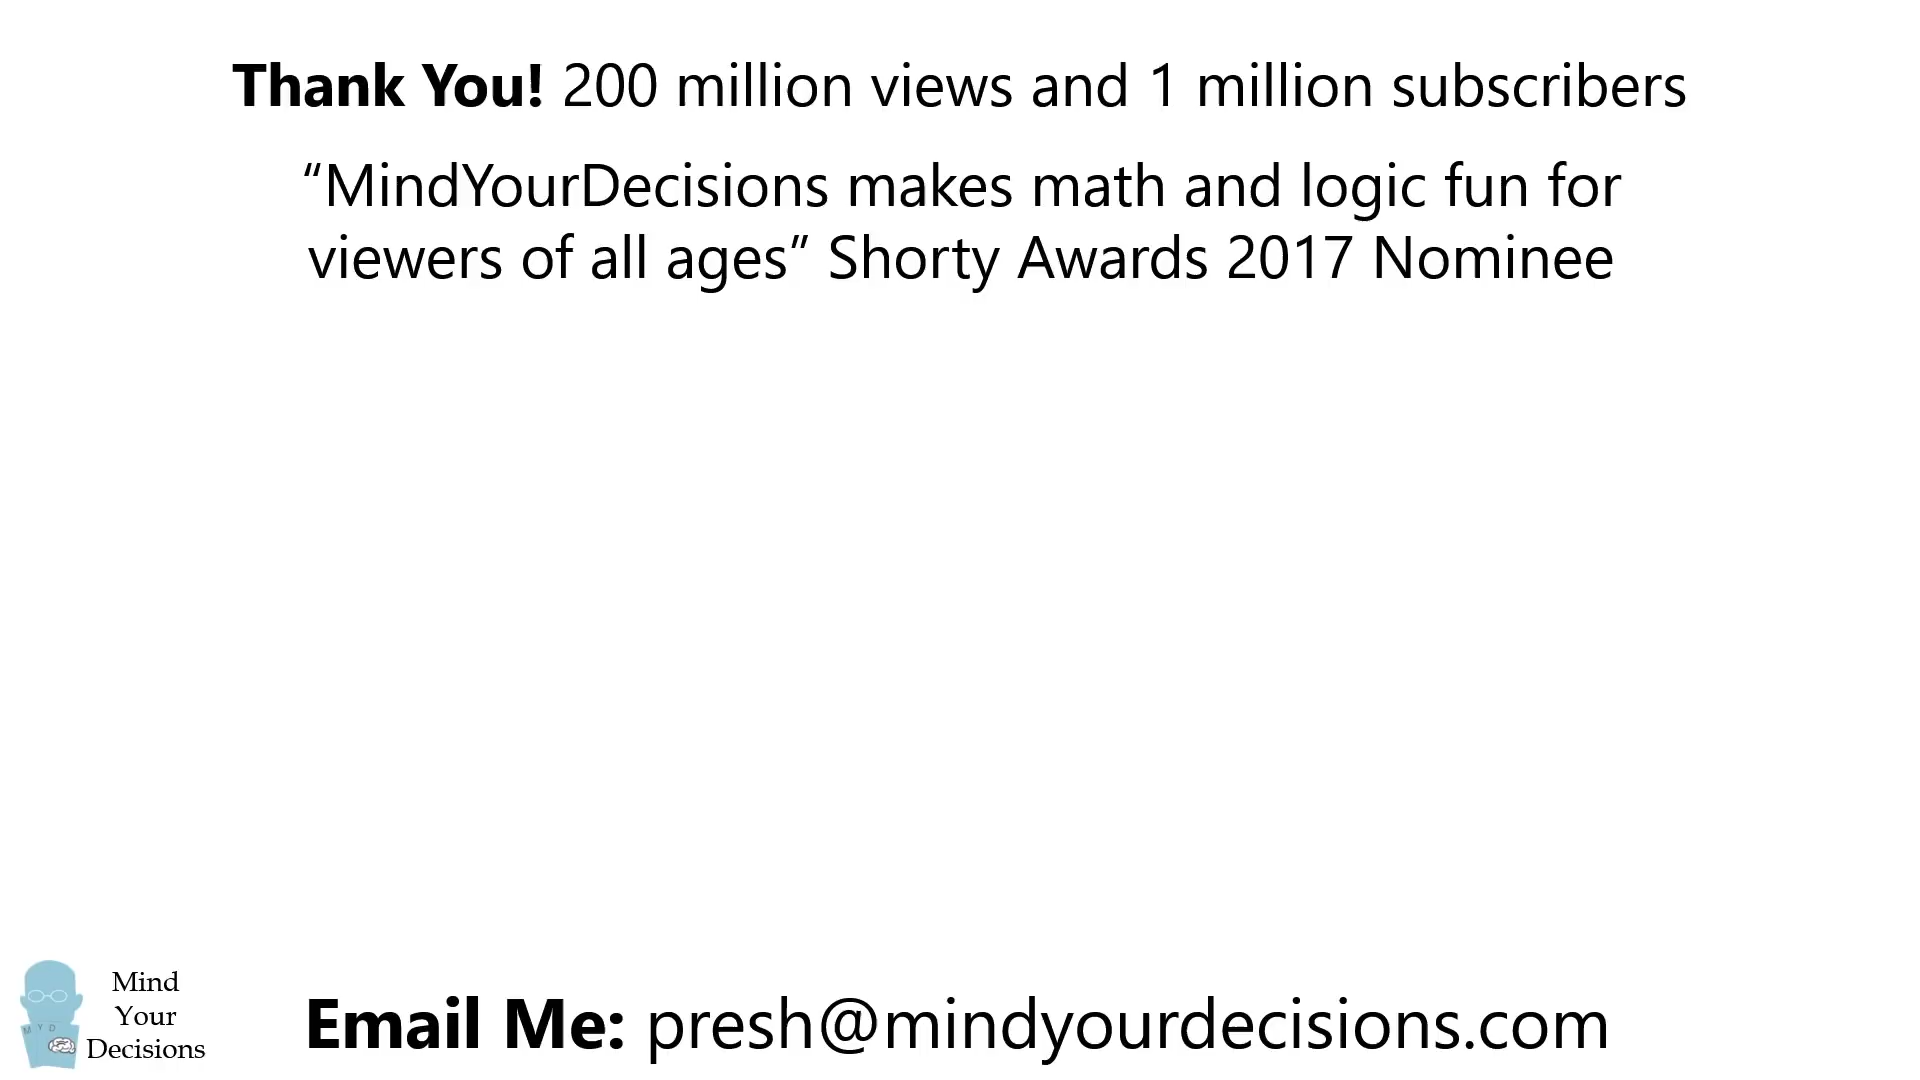 Thank You! 200 million views and 1 million subscribers
“MindYourDecisions makes math and logic fun for
viewers of all ages” Shorty Awards 2017 Nominee
M Y D
Mind
Your
Decisions
Email Me: presh@mindyourdecisions.com